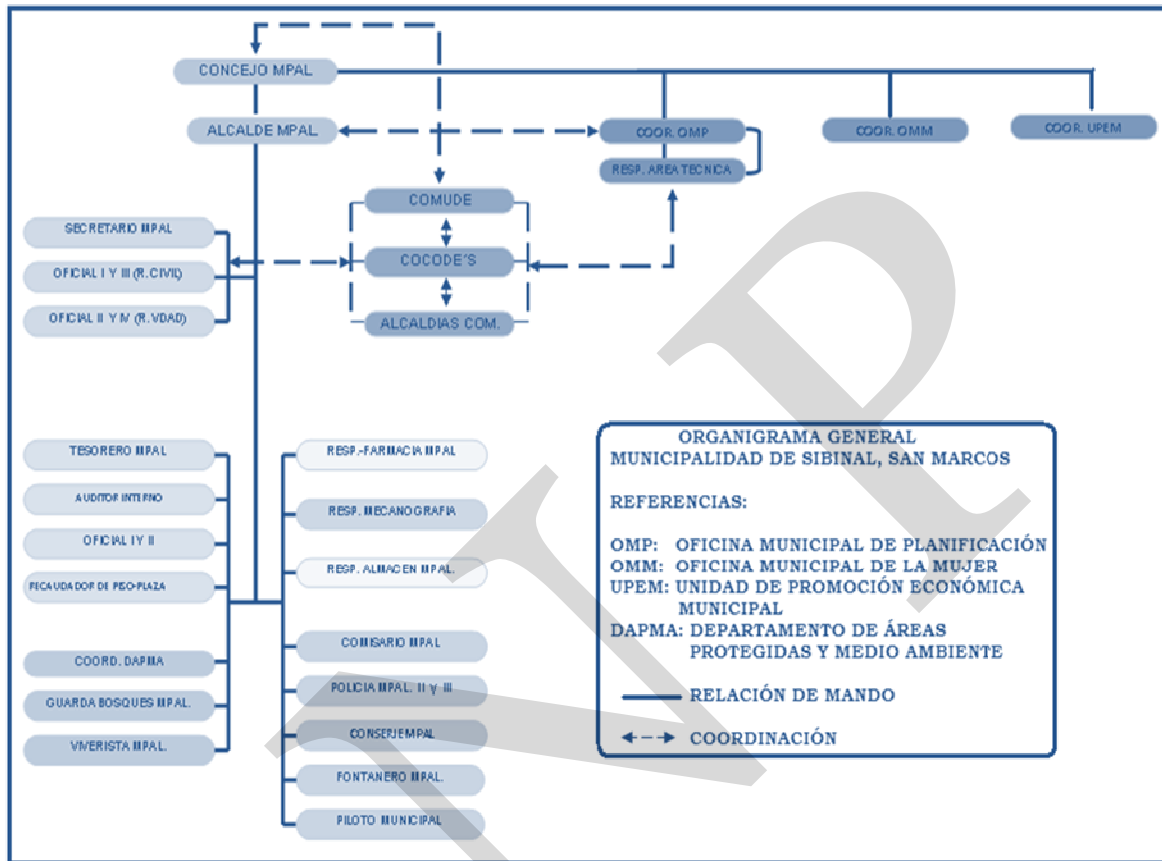 CONCEJO MPAL
ALCALDE MPAL.
COOR. OMP
COOR. OMM
COOR. UPEM
RESP. AREA TECNICA
COMUDE
COCODE'S
ALCALDIAS COM.
SECRETARIO MPAL
OFICIAL I Y III (R.CIVIL)
OFICIAL II Y IV (R.VDAD)
TESORERO MPAL
AUDITOR INTERNO
OFICIAL I Y II
RECAUDADOR DE PISO-PLAZA
COORD. DAPMA
GUARDA BOSQUES MPAL.
VIVERISTA MPAL.
RESP.-FARMACIA MPAL
RESP. MECANOGRAFIA
RESP. ALMACEN MPAL.
COMISARIO MPAL
POLICIA MPAL. II Y III
CONSERJE MPAL
FONTANERO MPAL.
PILOTO MUNICIPAL
ORGANIGRAMA GENERAL
MUNICIPALIDAD DE SIBINAL, SAN MARCOS
REFERENCIAS:
OMP: OFICINA MUNICIPAL DE PLANIFICACIÓN
OMM: OFICINA MUNICIPAL DE LA MUJER
UPEM: UNIDAD DE PROMOCIÓN ECONÓMICA
MUNICIPAL
DAPMA: DEPARTAMENTO DE ÁREAS
PROTEGIDAS Y MEDIO AMBIENTE
RELACIÓN DE MANDO
COORDINACIÓN